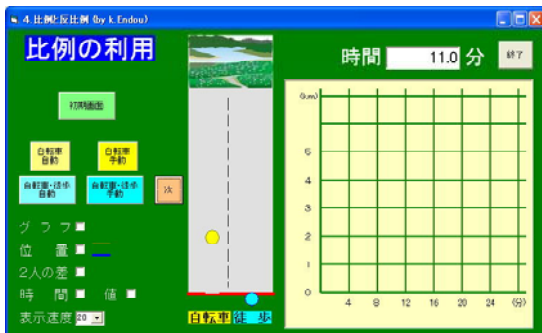 4.比例と反比例 (by k.Endou)
比例の利用
時間 11.0 分 終了
初期画面
自転車
自動
自転車
手動
自転車・徒歩
自動
自転車・徒歩
手動
次
グラフ
位置
2人の差
時間 値
表示速度 20
自転車 徒歩
(km)
6
4
3
2
1
0
4 8 12 16 20 24 (分)